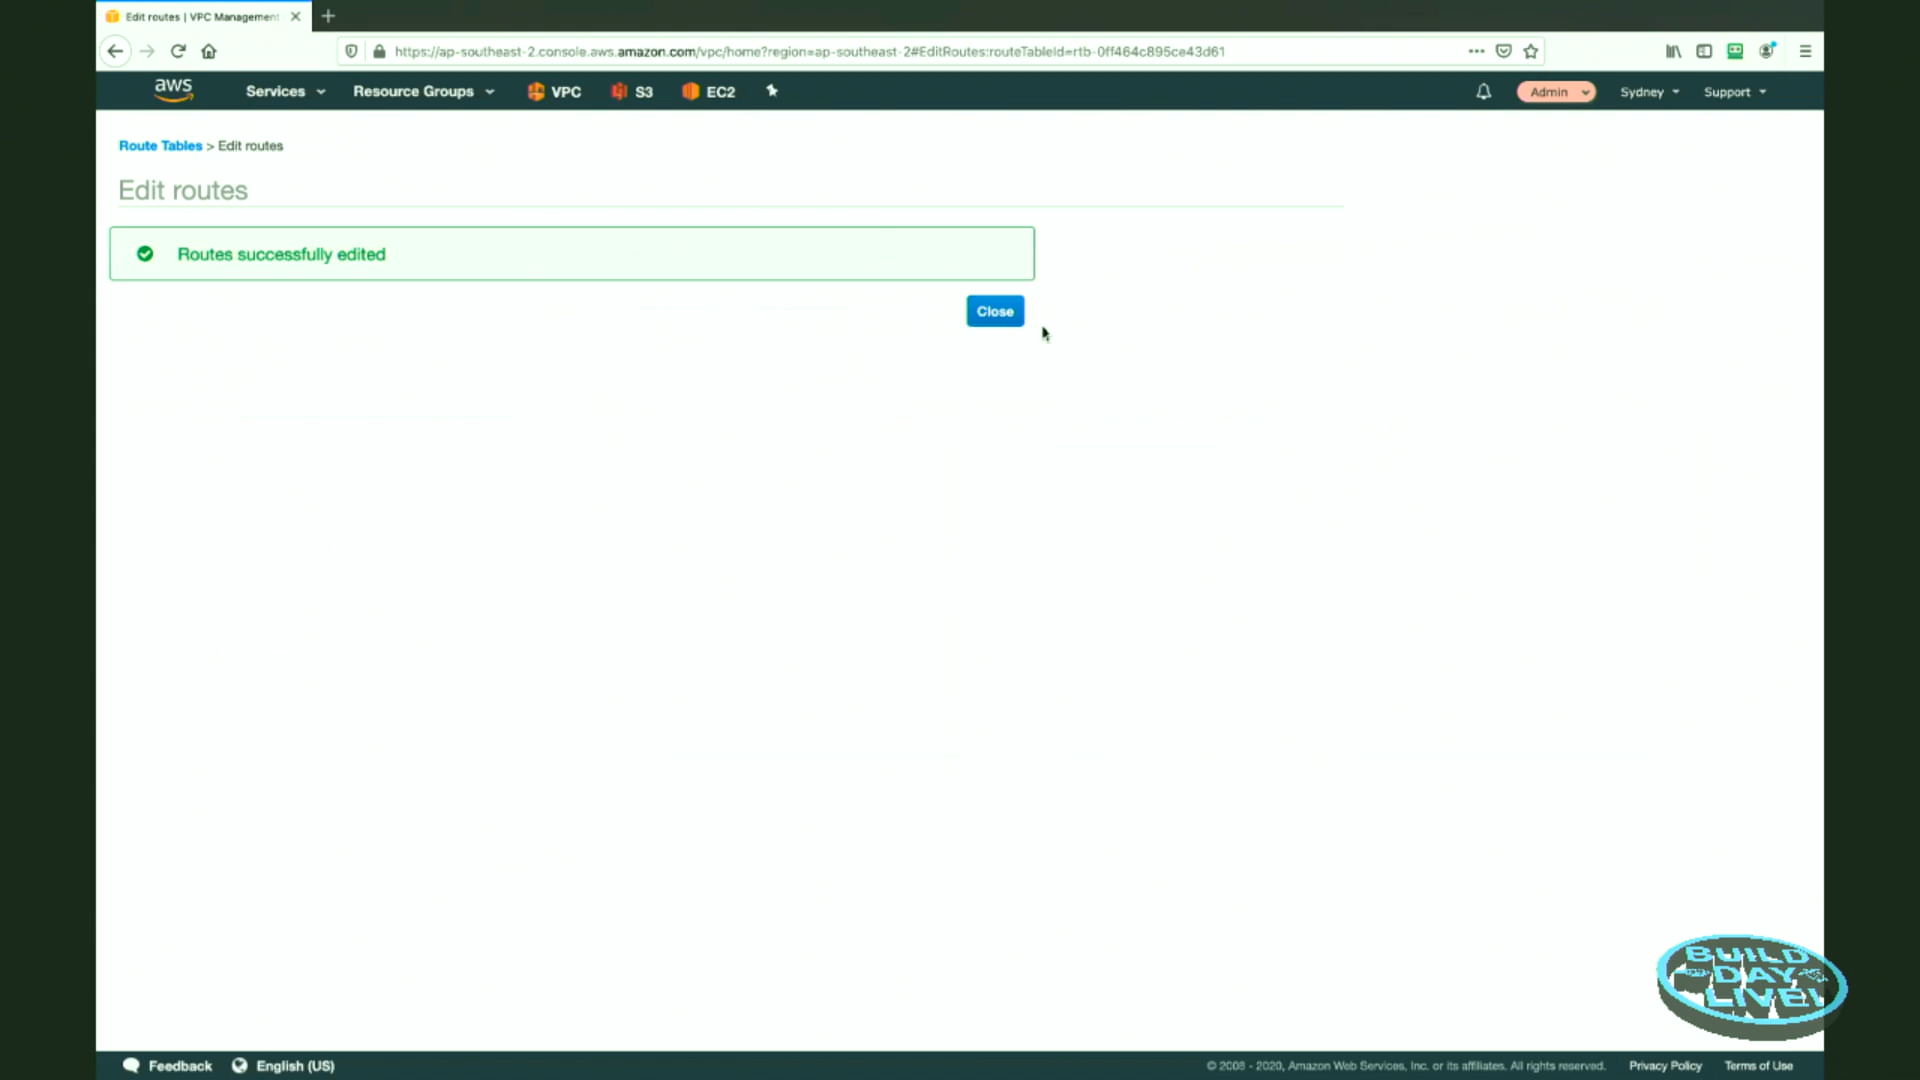 Edit routes | VPC Management
https://ap-southeast-2.console.aws.amazon.com/vpc/home?region=ap-southeast-2#EditRoutes:routeTableId=rtb-0ff464c895ce43d61
aws Services Resource Groups VPC S3 EC2 Admin Sydney Support
Route Tables > Edit routes
Edit routes
Routes successfully edited
Close
BUILD
DAY
LIVE!
Feedback English (US) © 2008 - 2020, Amazon Web Services, Inc. or its affiliates. All rights reserved. Privacy Policy Terms of Use